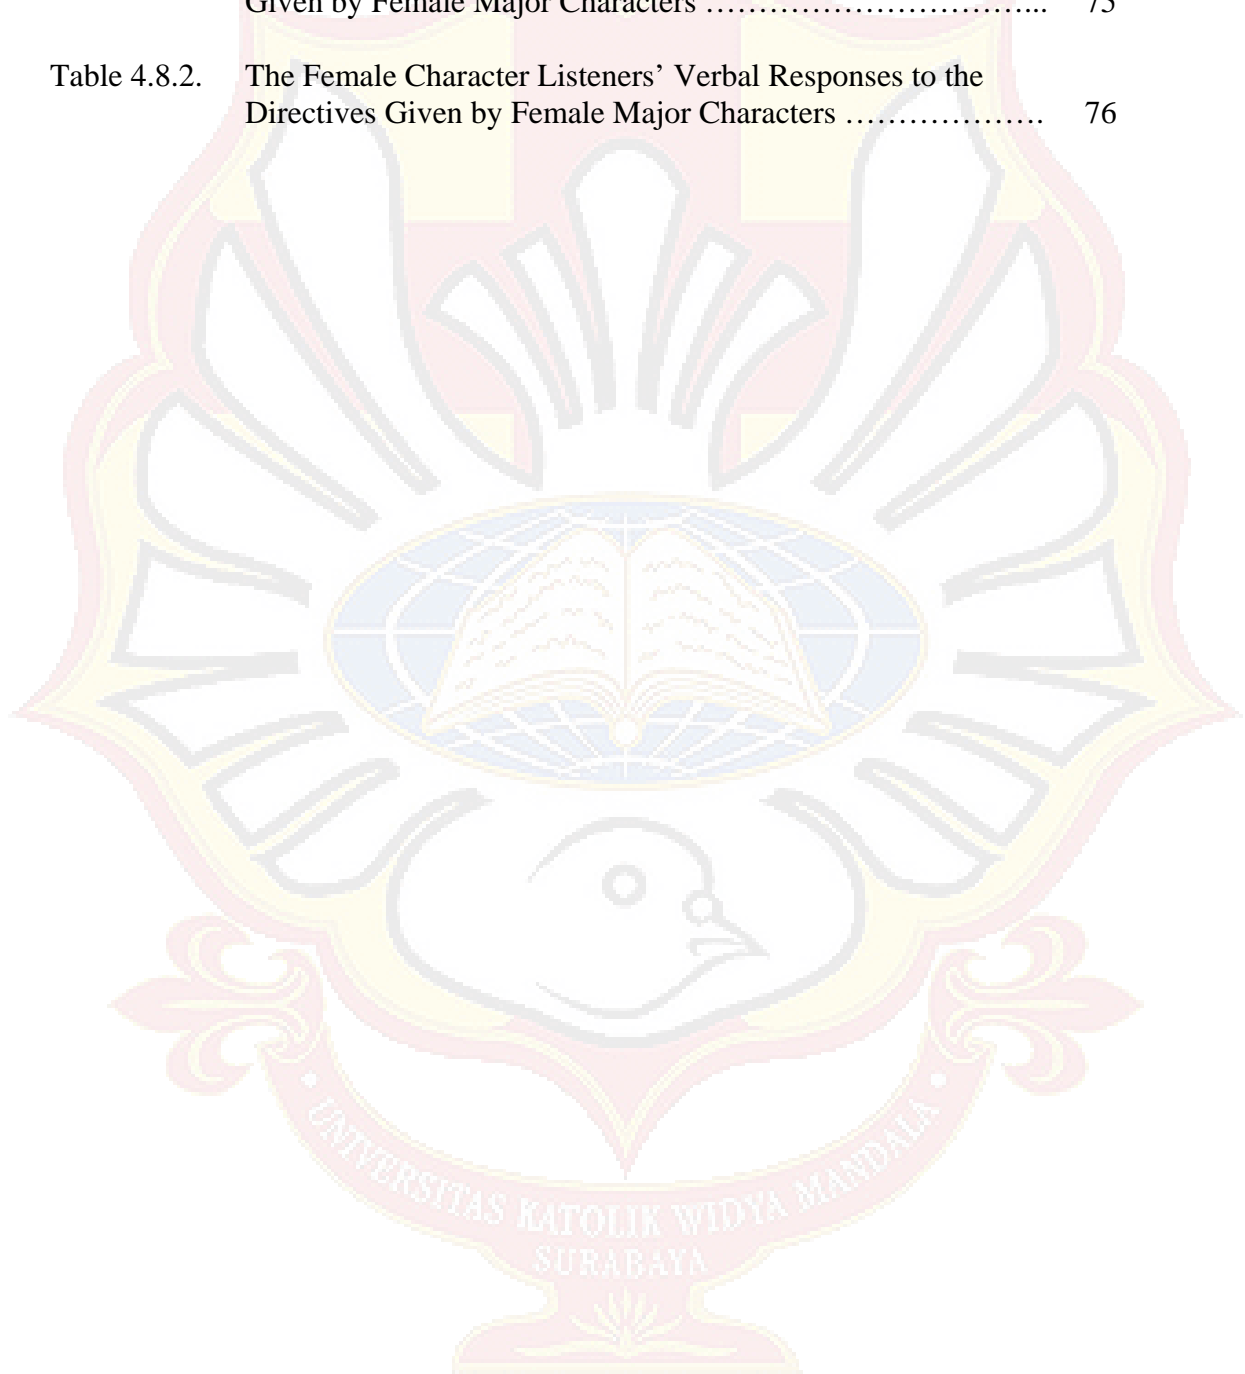 Given by Female Major Characters ………………………….. 75
Table 4.8.2. The Female Character Listeners’ Verbal Responses to the
Directives Given by Female Major Characters ………………. 76
UNIVERSITAS KATOLIK WIDYA MANDALA
SURABAYA